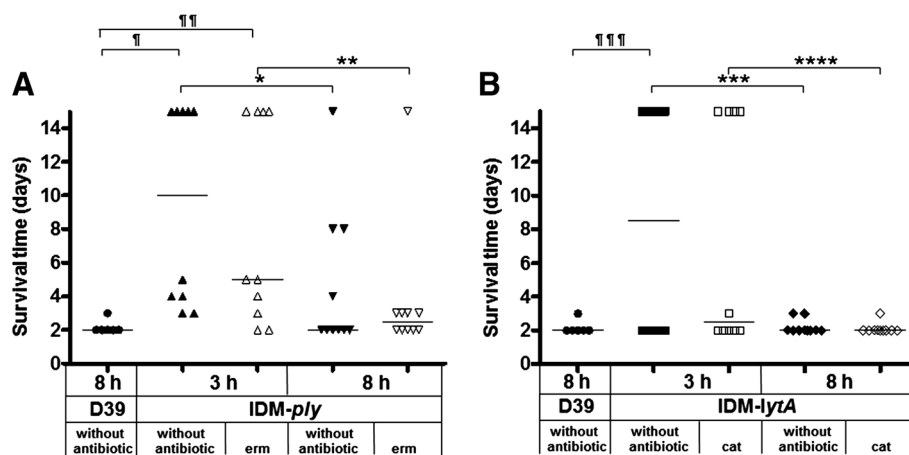 A
¶¶
¶
**
*
Survival time (days)
14
12
10
8
6
4
2
0
8 h
3 h
8 h
D39
IDM-ply
without antibiotic
without antibiotic
erm
without antibiotic
erm
B
¶¶¶
****
***
Survival time (days)
14
12
10
8
6
4
2
0
8 h
3 h
8 h
D39
IDM-lytA
without antibiotic
without antibiotic
cat
without antibiotic
cat